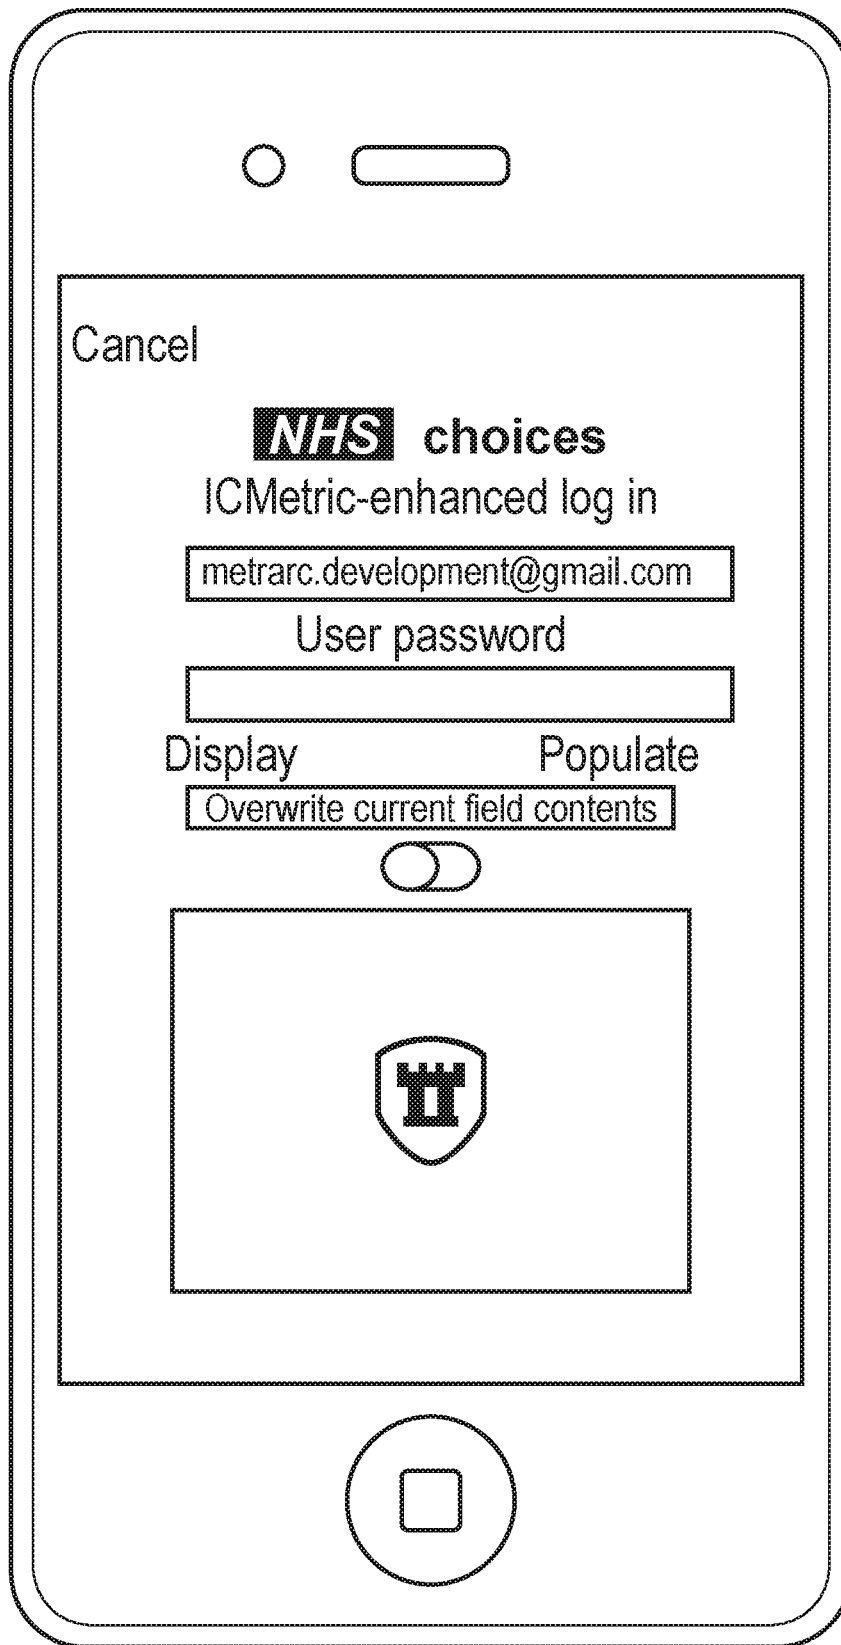 Cancel
NHS choices
ICMetric-enhanced log in
metrarc.development@gmail.com
User password
Display Populate
Overwrite current field contents